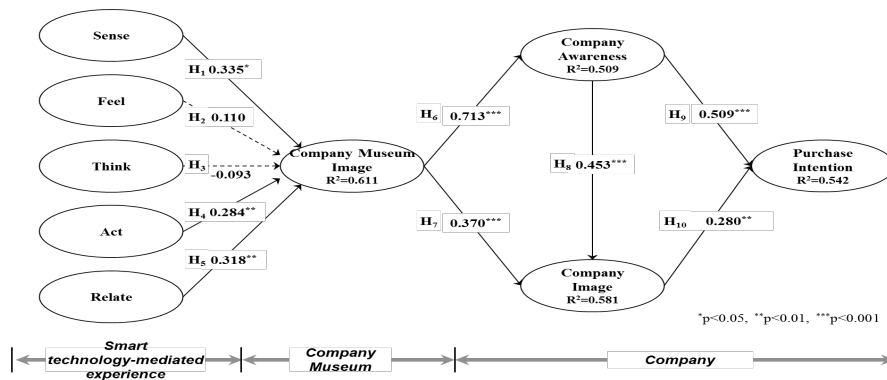 Sense
H1 0.335*
Feel
H2 0.110
Think
H3
-0.093
Act
H4 0.284**
Relate
H5 0.318**
Company Museum
Image
R²=0.611
H6 0.713***
H7 0.370***
Company
Awareness
R²=0.509
H8 0.453***
Company
Image
R²=0.581
H9 0.509***
H10 0.280**
Purchase
Intention
R²=0.542
*p<0.05, **p<0.01, ***p<0.001
Smart
technology-mediated
experience
Company
Museum
Company